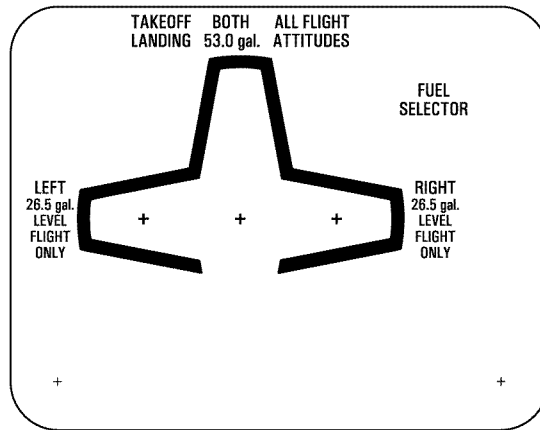 TAKEOFF BOTH ALL FLIGHT
LANDING 53.0 gal. ATTITUDES
FUEL
SELECTOR
LEFT
26.5 gal.
LEVEL
FLIGHT
ONLY
RIGHT
26.5 gal.
LEVEL
FLIGHT
ONLY